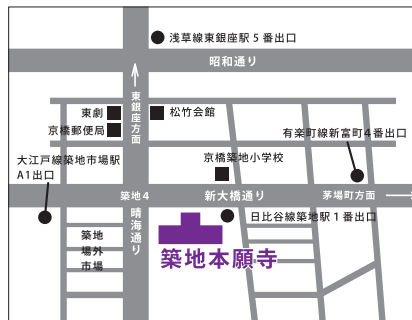 浅草線東銀座駅5番出口
昭和通り
東銀座方面
東劇
松竹会館
京橋郵便局
有楽町線新富町4番出口
京橋築地小学校
大江戸線築地市場駅
A1出口
築地4
新大橋通り
茅場町方面
晴海通り
日比谷線築地駅1番出口
築地
場外
市場
築地本願寺